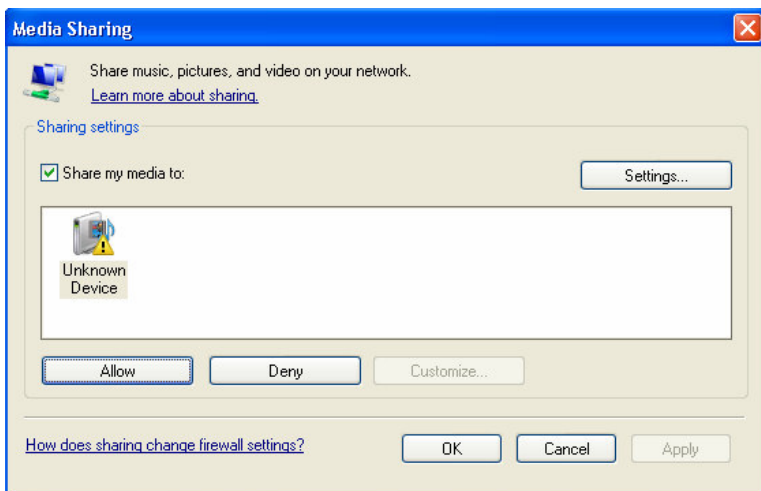 Media Sharing
Share music, pictures, and video on your network.
Learn more about sharing.
Sharing settings
Share my media to:
Settings...
Unknown
Device
Allow
Deny
Customize...
How does sharing change firewall settings?
OK
Cancel
Apply